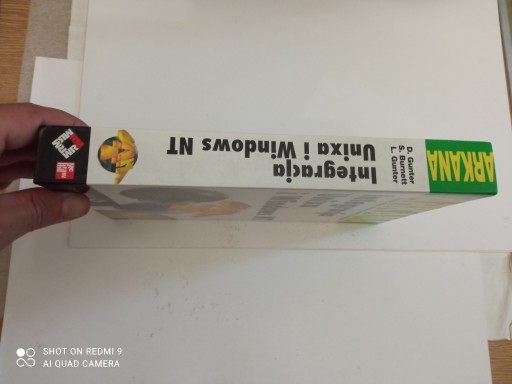 ARKANA
D. Gunter
S. Burnett
L. Gunter
Integracja
Unixa i Windows NT
SHOT ON REDMI 9
AI QUAD CAMERA